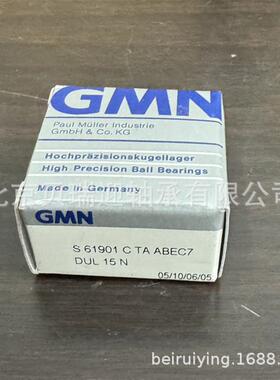 GMN
Paul Müller Industrie
GmbH & Co. KG
Hochpräzisionskugellager
High Precision Ball Bearings
Made in Germany
GMN
S 61901 C TA ABEC7
DUL 15 N
05/10/06/05
beiruiying.1688.